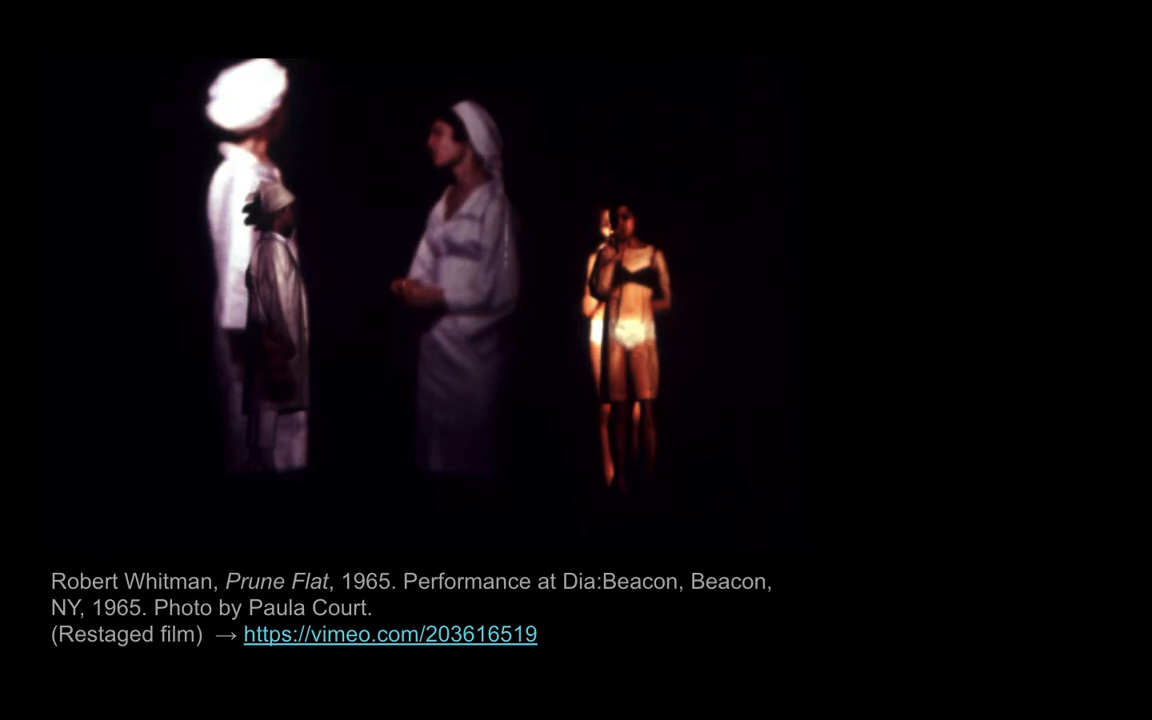 Robert Whitman, Prune Flat, 1965. Performance at Dia:Beacon, Beacon,
NY, 1965. Photo by Paula Court.
(Restaged film) → https://vimeo.com/203616519